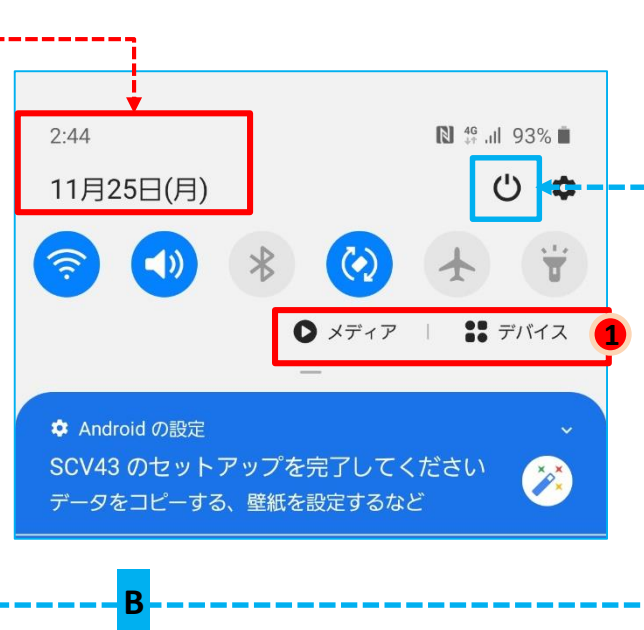 2:44
4G 93%
11月25日(月)
メディア | デバイス
1
Android の設定
SCV43 のセットアップを完了してください
データをコピーする、壁紙を設定するなど
B